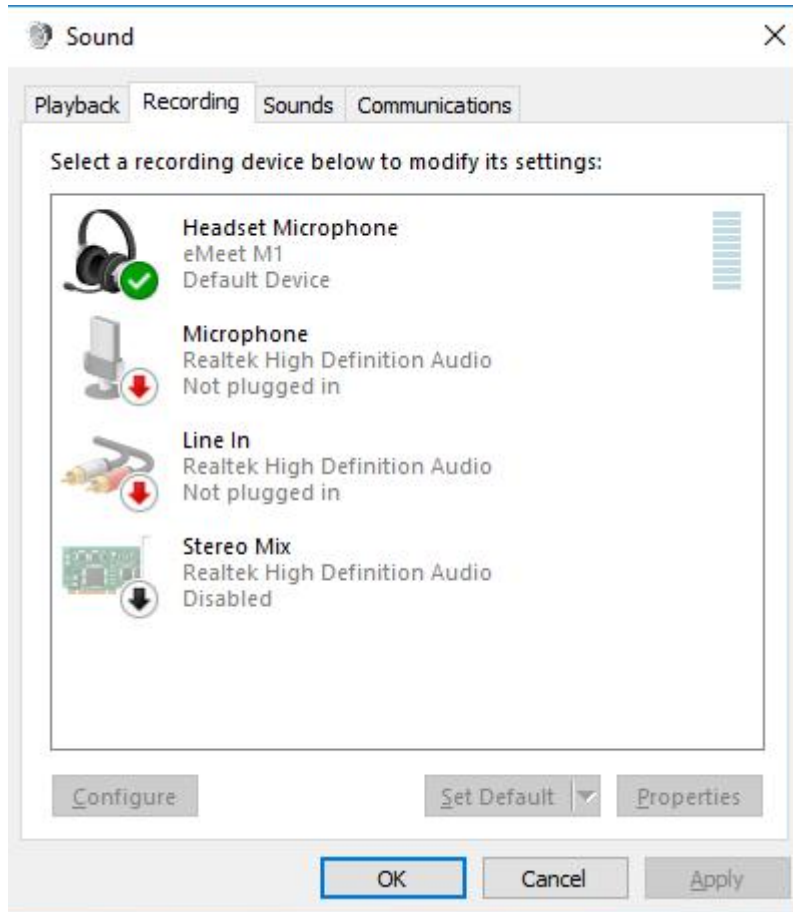 Sound
Playback Recording Sounds Communications
Select a recording device below to modify its settings:
Headset Microphone
eMeet M1
Default Device
Microphone
Realtek High Definition Audio
Not plugged in
Line In
Realtek High Definition Audio
Not plugged in
Stereo Mix
Realtek High Definition Audio
Disabled
Configure Set Default Properties
OK Cancel Apply